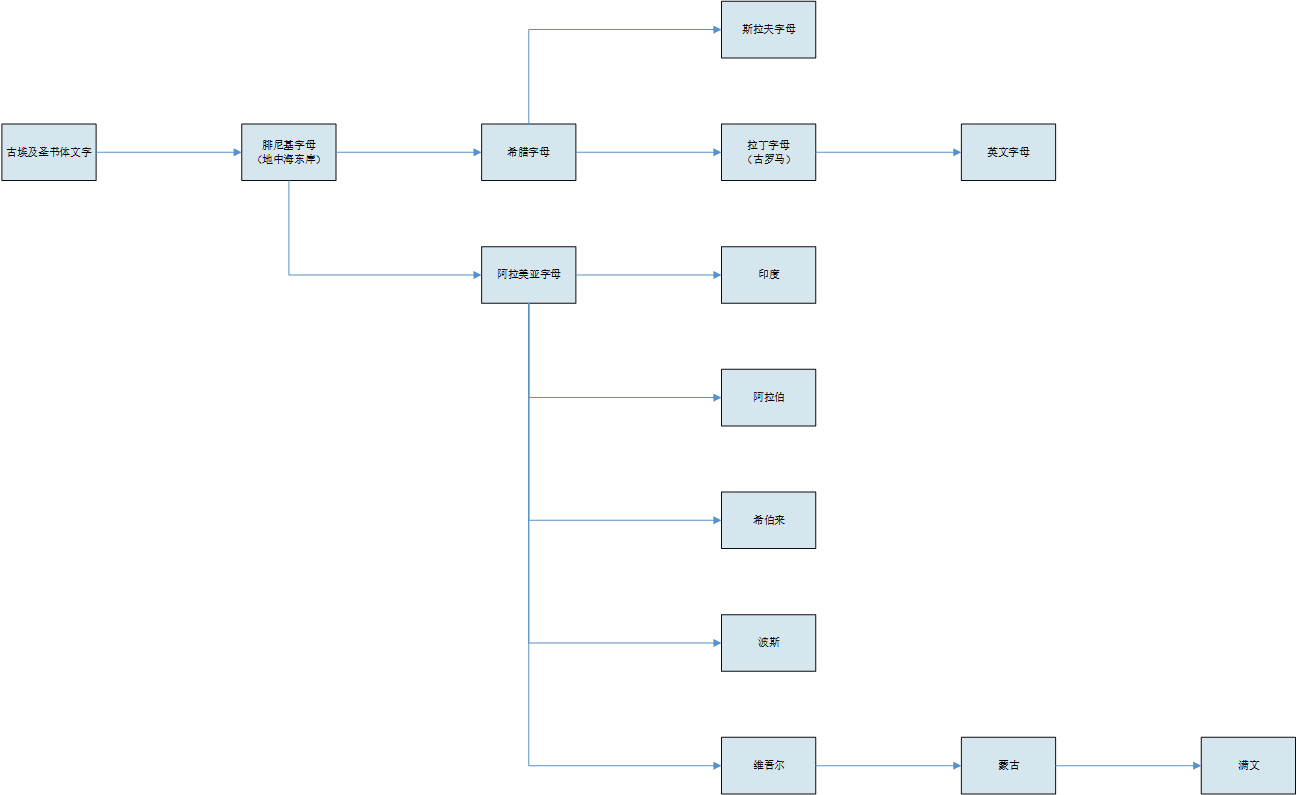 斯拉夫字母
古埃及圣书体文字
腓尼基字母
（地中海东岸）
希腊字母
拉丁字母
（古罗马）
英文字母
阿拉美亚字母
印度
阿拉伯
希伯来
波斯
维吾尔
蒙古
满文